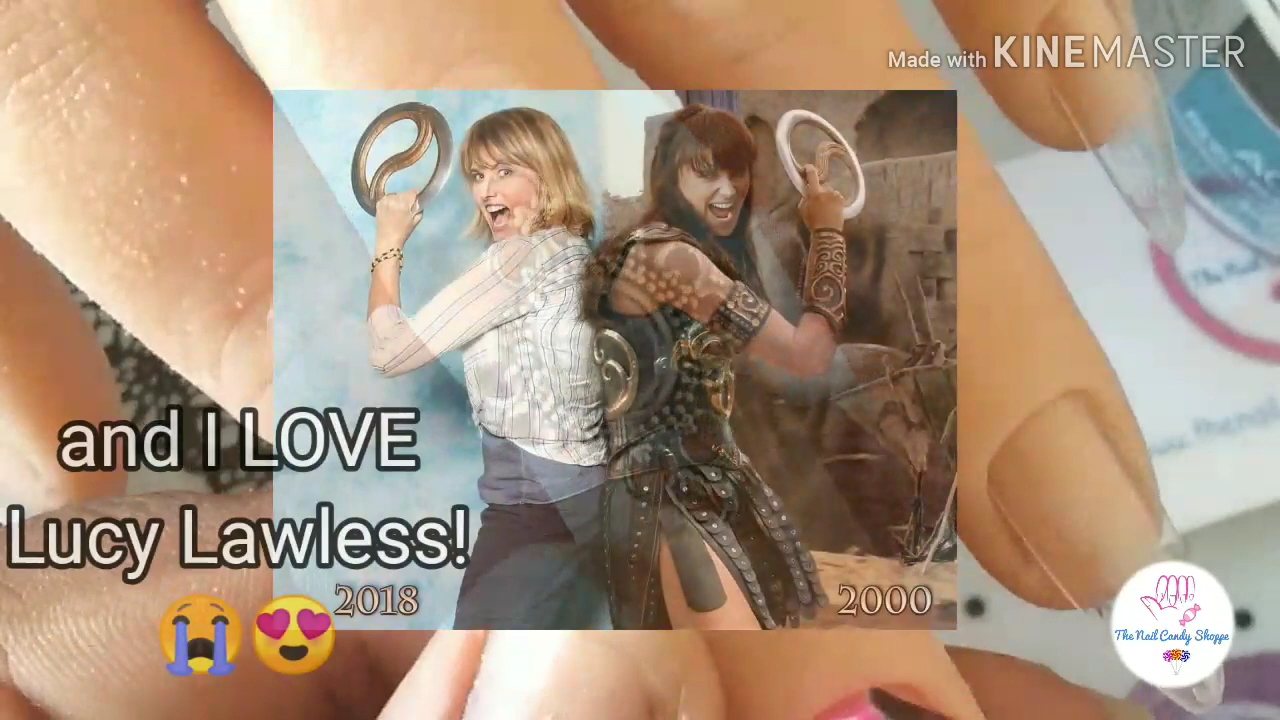 Made with KINEMASTER
and I LOVE
Lucy Lawless!
😭😍
2018
2000
The Nail Candy Shoppe